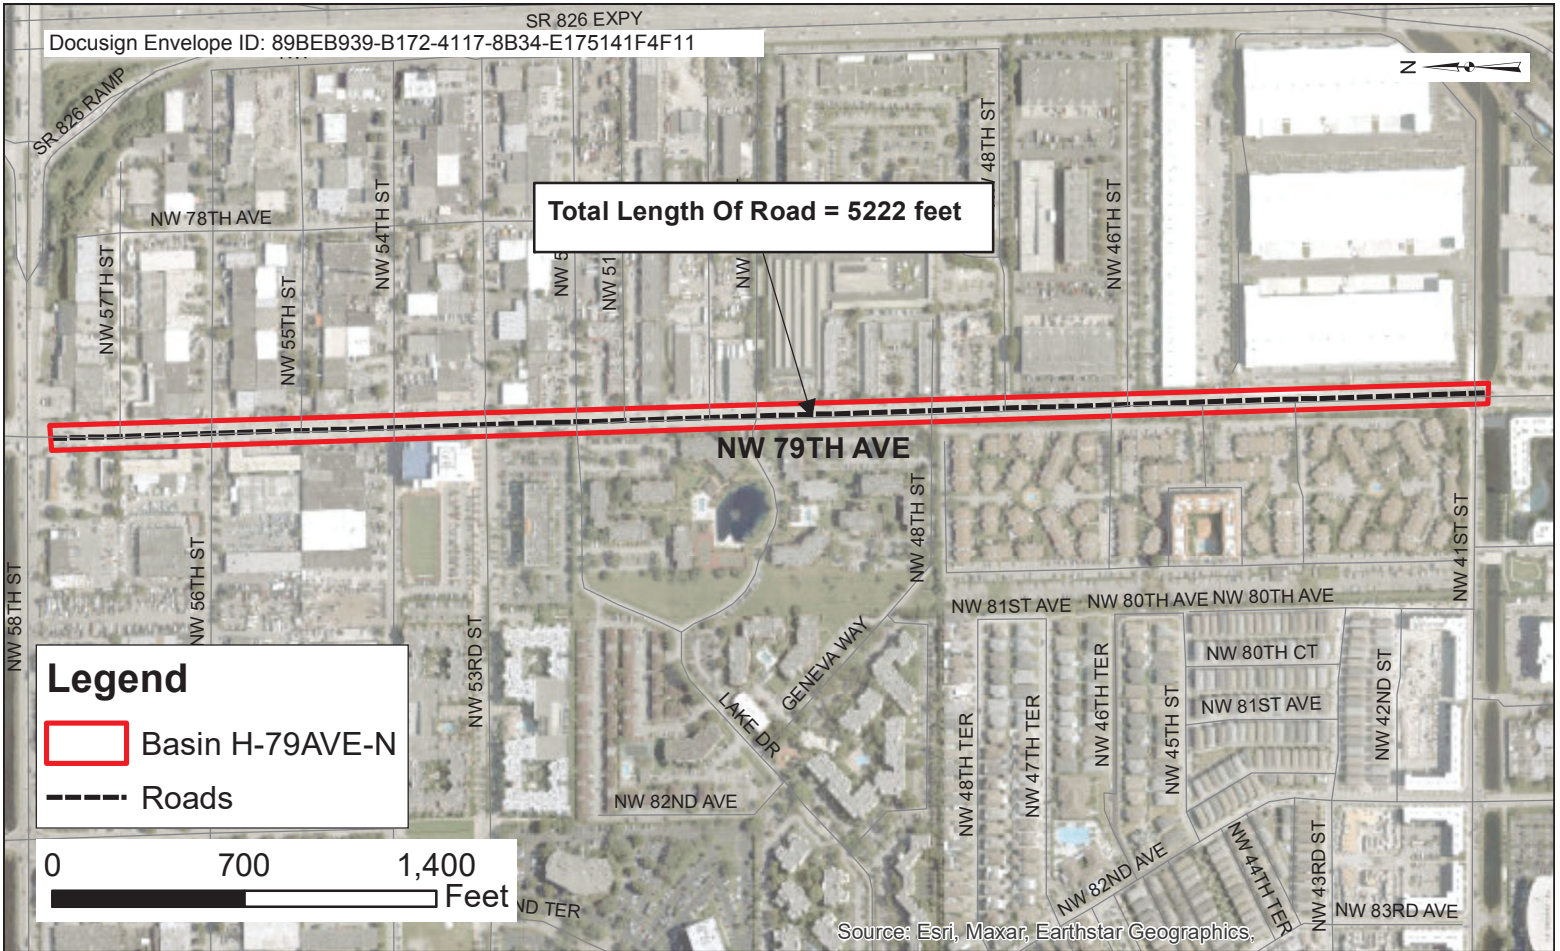 SR 826 EXPY
Docusign Envelope ID: 89BEB939-B172-4117-8B34-E175141F4F11
N
SR 826 RAMP
NW 48TH ST
NW 78TH AVE
NW 54TH ST
Total Length Of Road = 5222 feet
NW 46TH ST
NW 57TH ST
NW 55TH ST
NW 5
NW 51
NW
NW 79TH AVE
NW 48TH ST
NW 41ST ST
NW 58TH ST
NW 56TH ST
NW 53RD ST
NW 81ST AVE
NW 80TH AVE
NW 80TH AVE
GENEVA WAY
LAKE DR
NW 80TH CT
NW 81ST AVE
NW 42ND ST
NW 46TH TER
NW 45TH ST
NW 47TH TER
NW 48TH TER
NW 82ND AVE
Legend
Basin H-79AVE-N
Roads
0 700 1,400
Feet
ND TER
NW 82ND AVE
NW 44TH TER
NW 43RD ST
NW 83RD AVE
Source: Esri, Maxar, Earthstar Geographics,